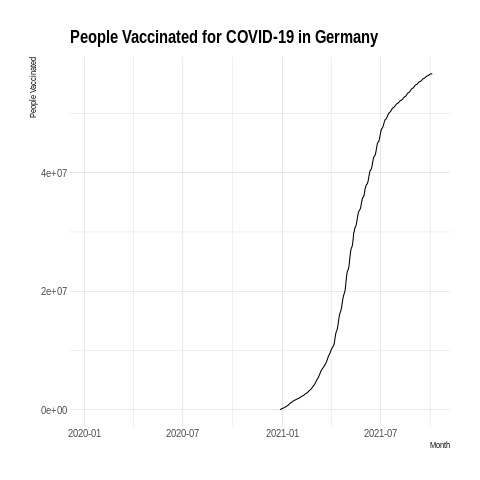 People Vaccinated for COVID-19 in Germany
People Vaccinated
4e+07
2e+07
0e+00
2020-01 2020-07 2021-01 2021-07
Month